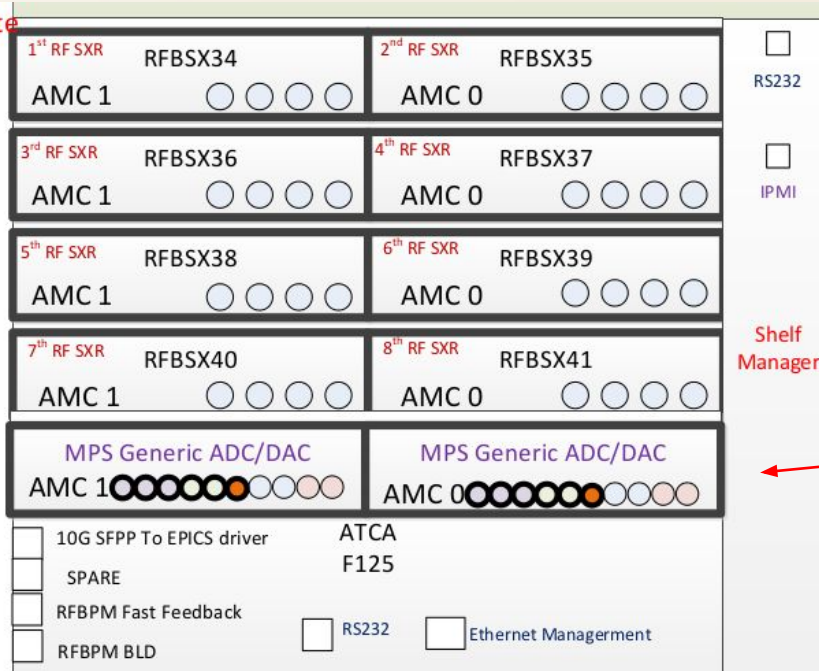 1st RF SXR RFBSX34
AMC 1
2nd RF SXR RFBSX35
AMC 0
RS232
3rd RF SXR RFBSX36
AMC 1
4th RF SXR RFBSX37
AMC 0
IPMI
5th RF SXR RFBSX38
AMC 1
6th RF SXR RFBSX39
AMC 0
7th RF SXR RFBSX40
AMC 1
8th RF SXR RFBSX41
AMC 0
Shelf
Manager
MPS Generic ADC/DAC
AMC 1
MPS Generic ADC/DAC
AMC 0
10G SFPP To EPICS driver
SPARE
RFBPM Fast Feedback
RFBPM BLD
ATCA
F125
RS232
Ethernet Managerment